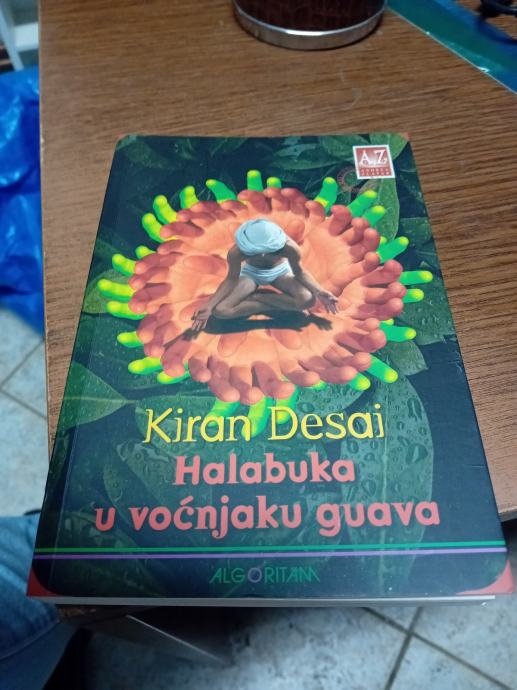 A Z
Kiran Desai
Halabuka
u voćnjaku guava
ALGORITAM